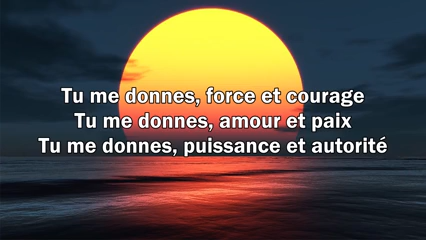 Tu me donnes, force et courage
Tu me donnes, amour et paix
Tu me donnes, puissance et autorité